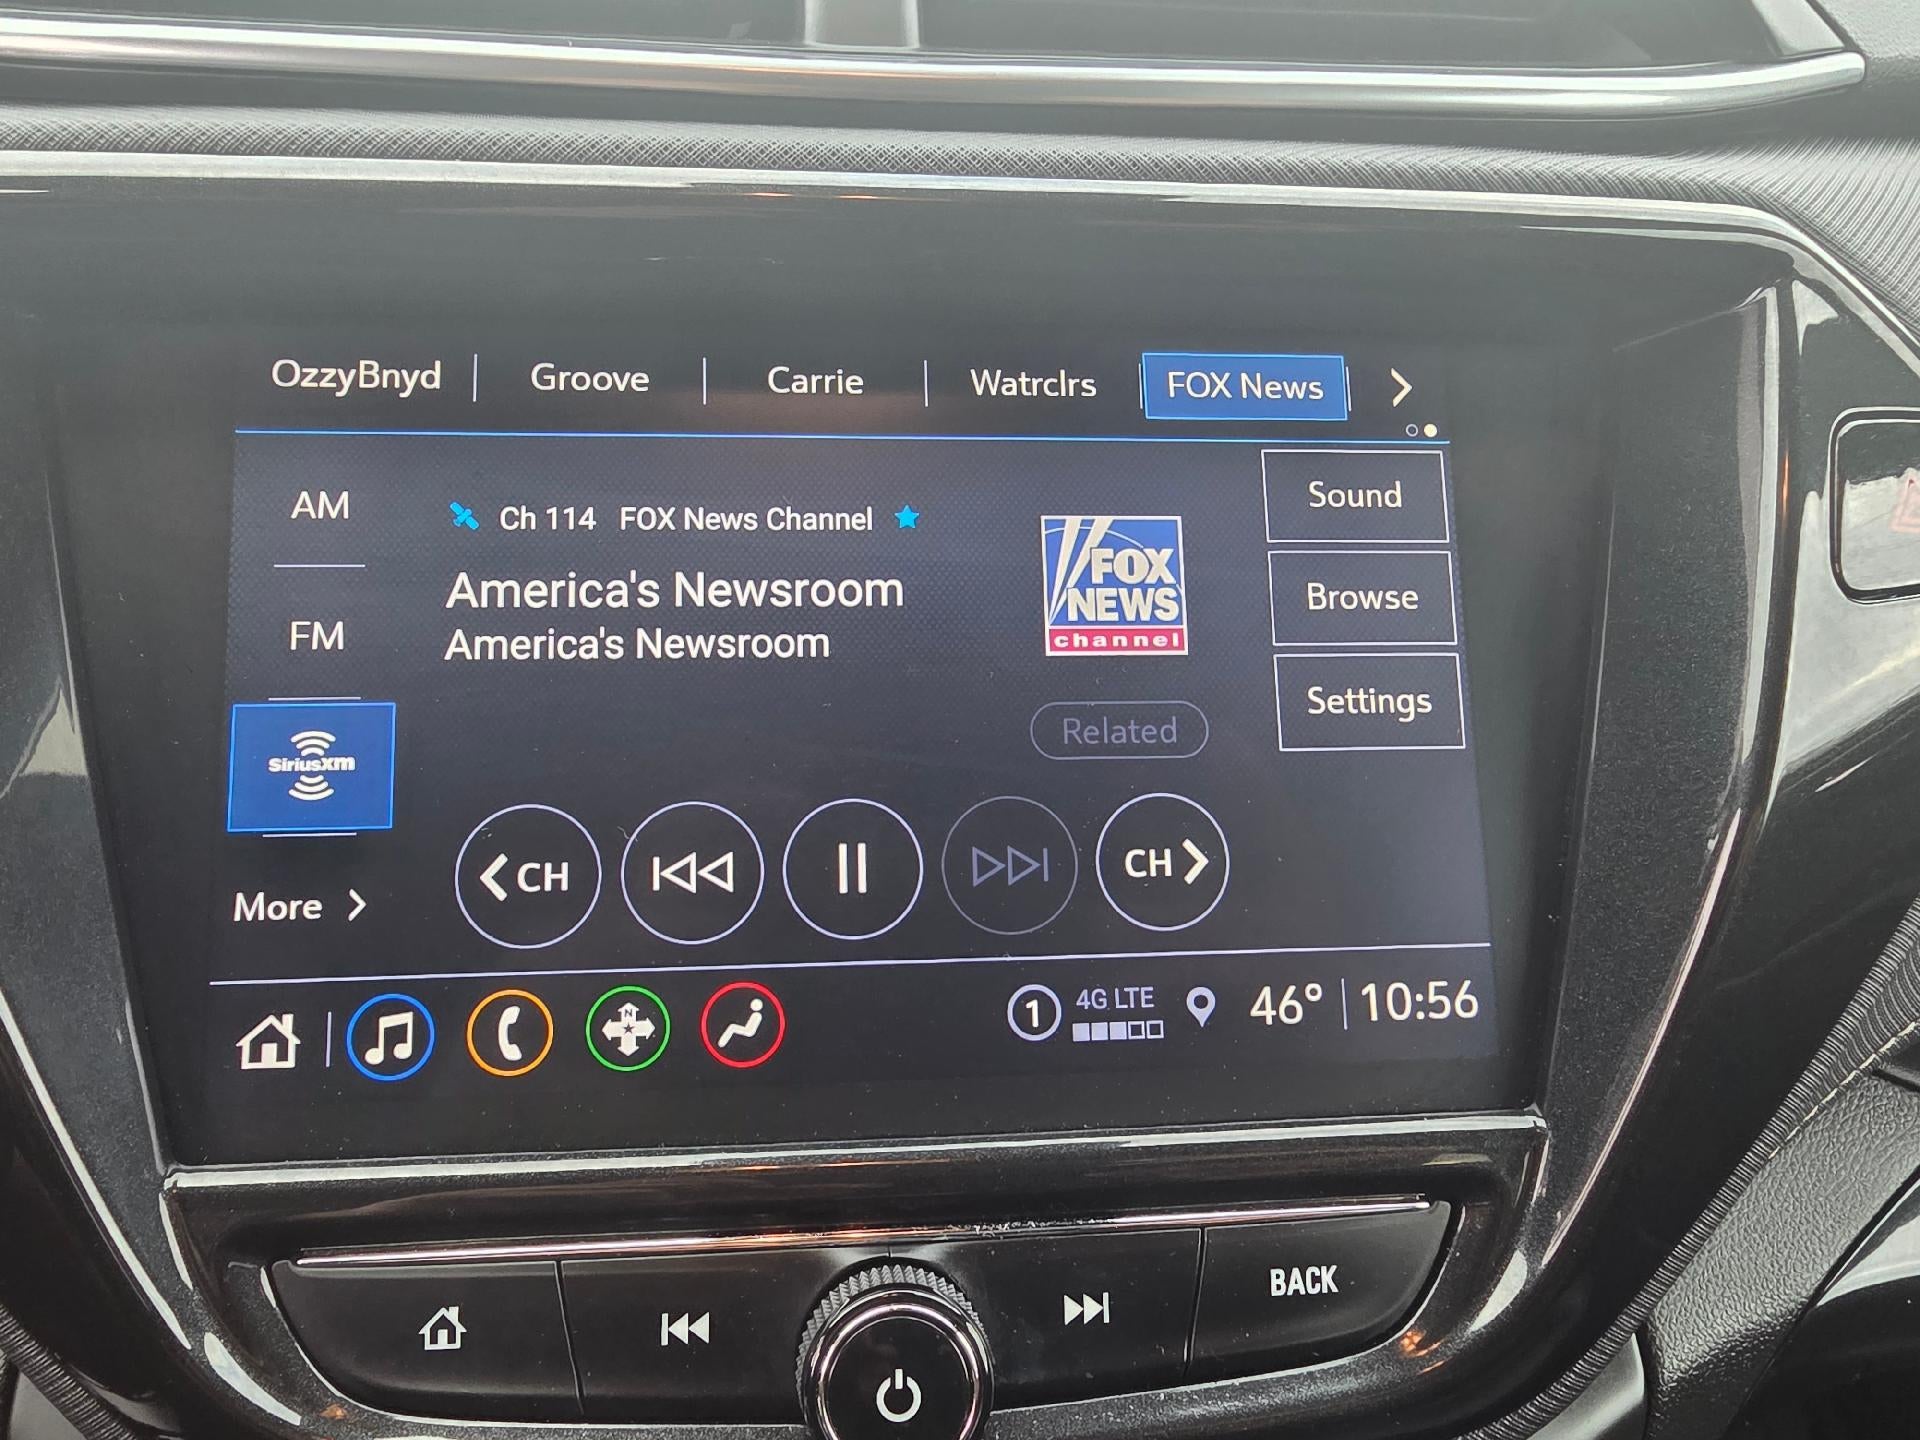 OzzyBnyd
Groove
Carrie
Watrclrs
FOX News
AM
FM
SiriusXM
More
Ch 114 FOX News Channel
America's Newsroom
America's Newsroom
FOX
NEWS
channel
Related
Sound
Browse
Settings
CH
CH
N
1
4G LTE
46° 10:56
BACK